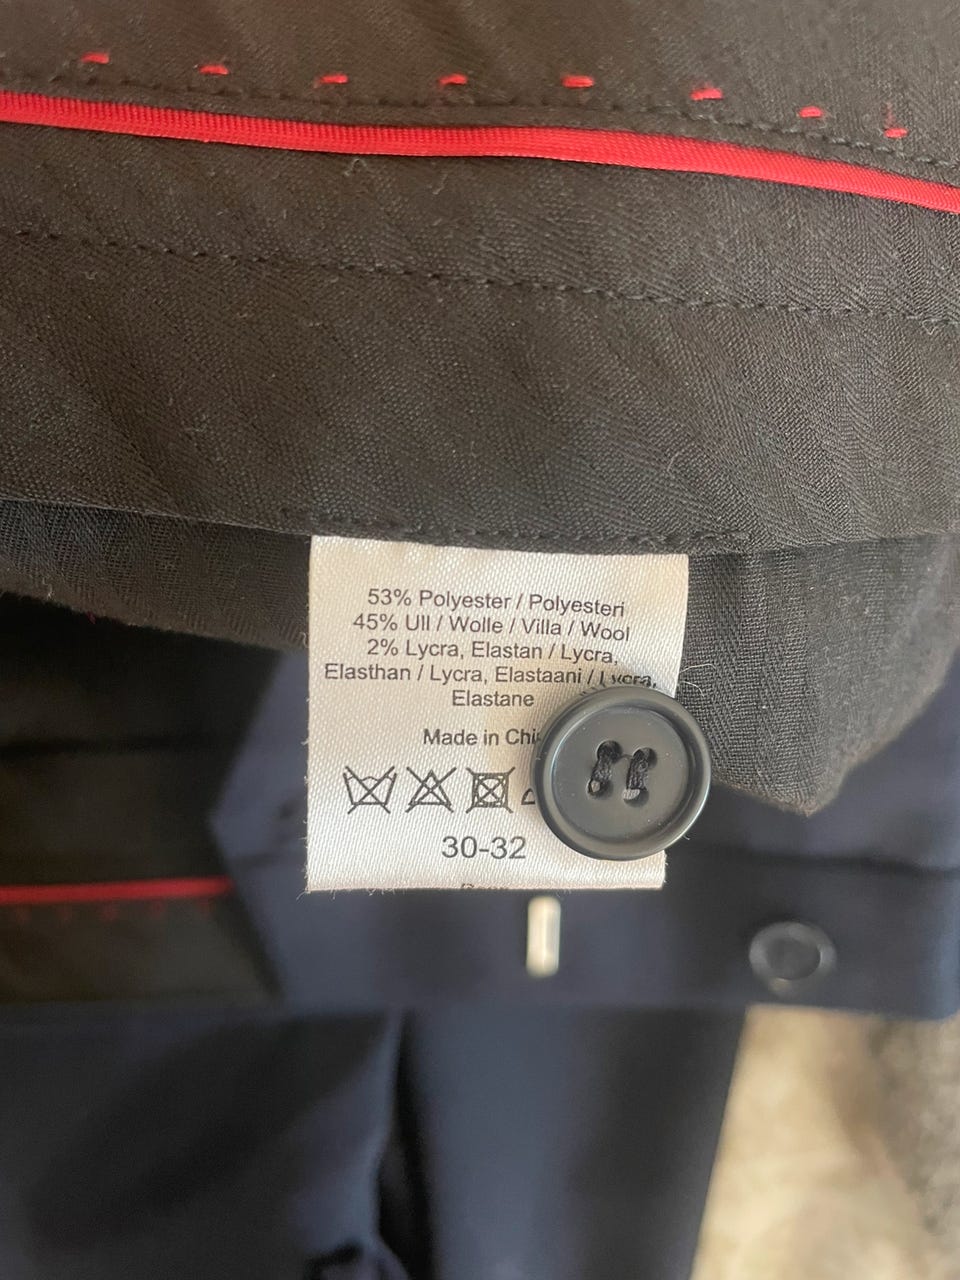 53% Polyester / Polyesteri
45% Ull / Wolle / Villa / Wool
2% Lycra, Elastan / Lycra,
Elasthan / Lycra, Elastaani / Lycra,
Elastane
Made in
30-32